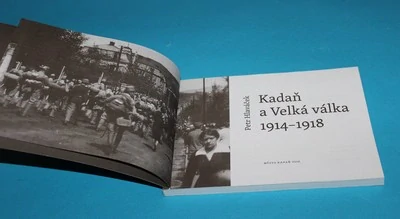 Petr Hlaváček
Kadaň
a Velká válka
1914–1918